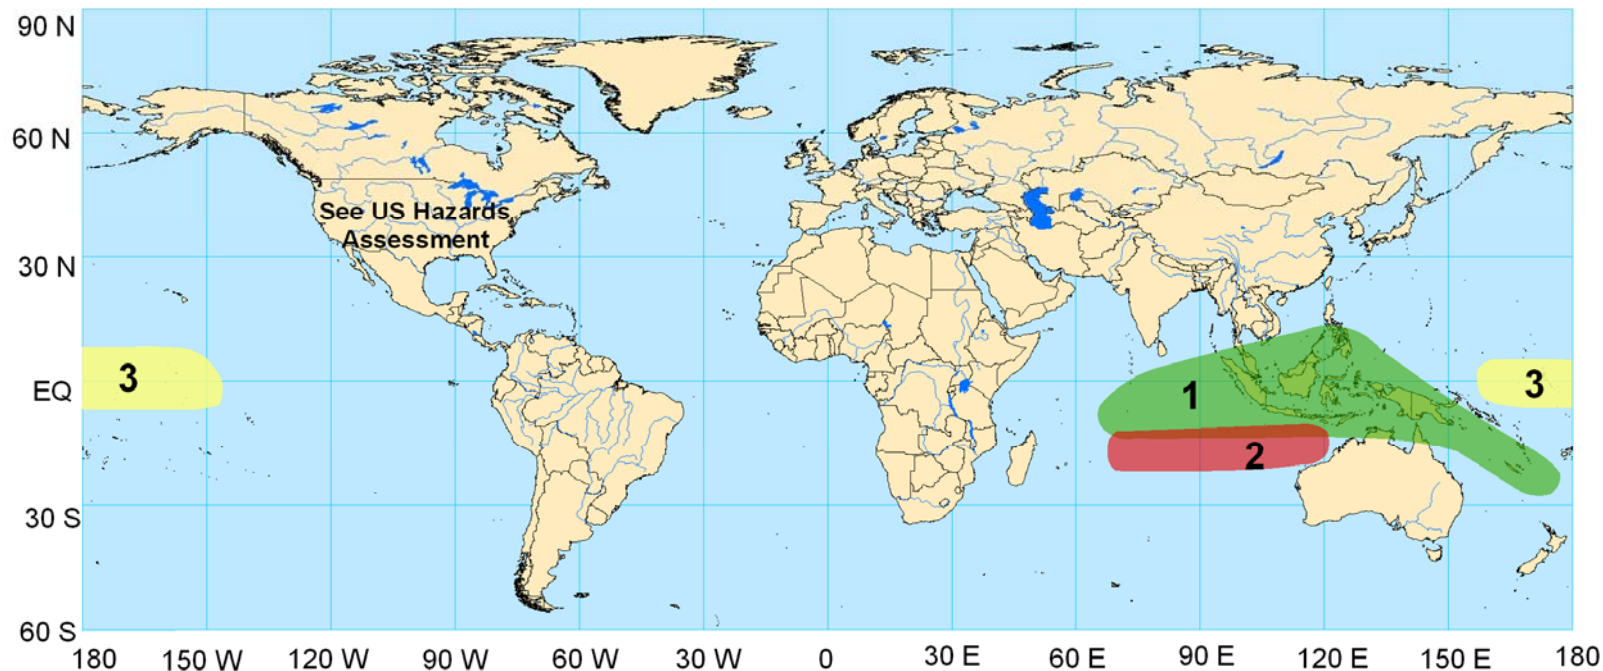 90 N
60 N
See US Hazards
Assessment
30 N
3
3
EQ
1
2
30 S
60 S
180
150 W
120 W
90 W
60 W
30 W
0
30 E
60 E
90 E
120 E
150 E
180